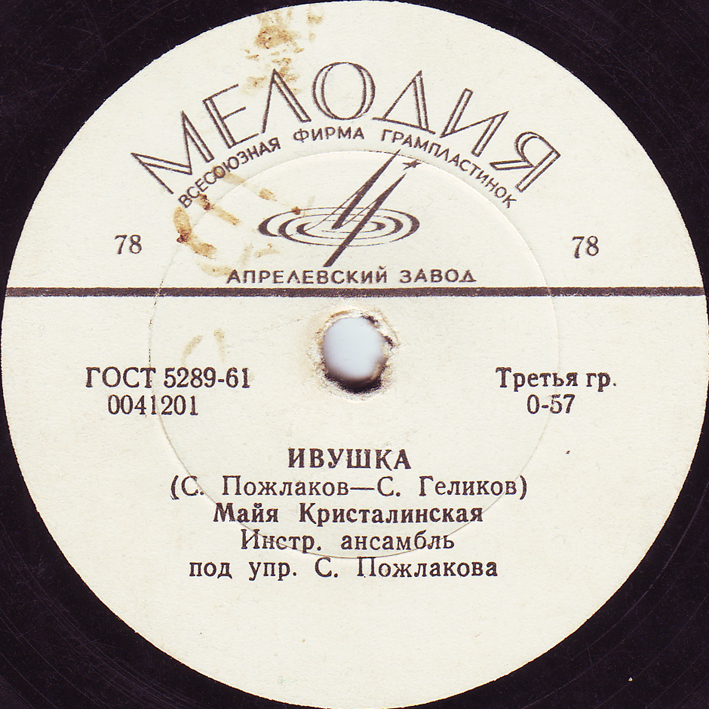 МЕЛОДИЯ
ВСЕСОЮЗНАЯ ФИРМА ГРАМПЛАСТИНОК
78 78
АПРЕЛЕВСКИЙ ЗАВОД
ГОСТ 5289-61 Третья гр.
0041201 0-57
ИВУШКА
(С. Пожлаков—С. Геликов)
Майя Кристалинская
Инстр. ансамбль
под упр. С. Пожлакова